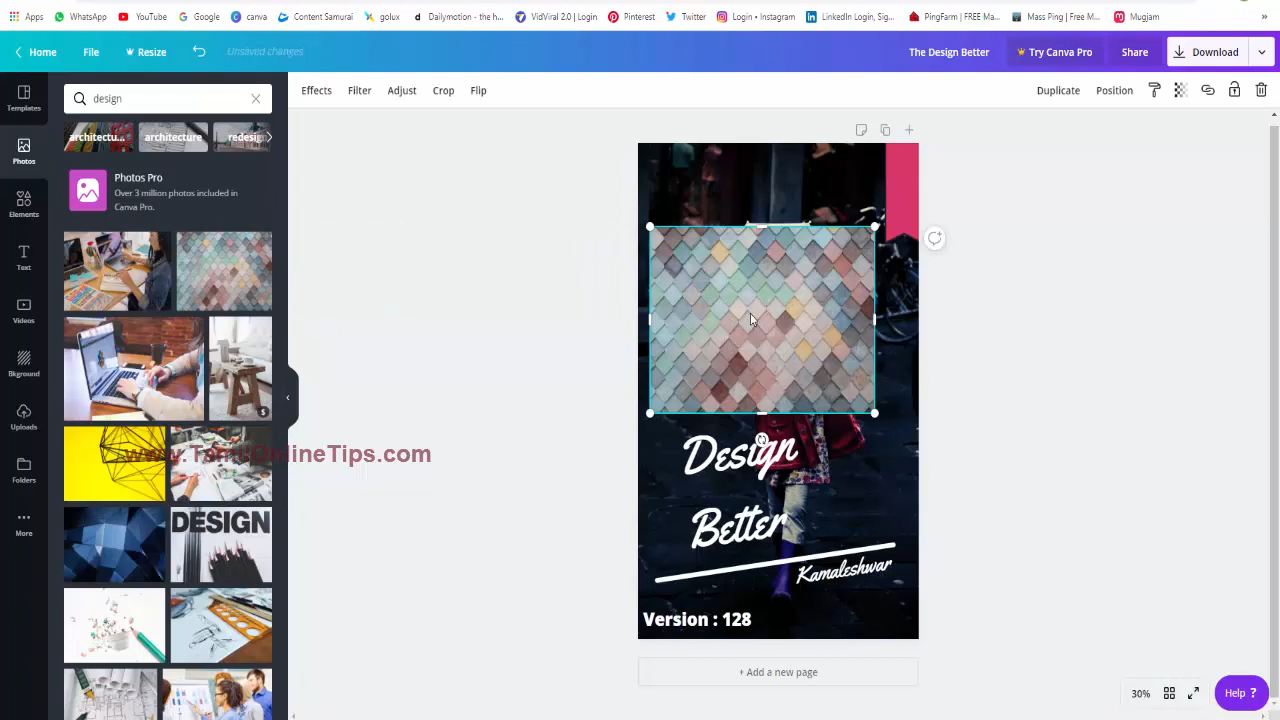 Apps WhatsApp YouTube Google canva Content Samurai golux Dailymotion - the h... VidViral 2.0 | Login Pinterest Twitter Login • Instagram LinkedIn Login, Sig... PingFarm | FREE Ma... Mass Ping | Free M... Mugjam »
Home File Resize Unsaved changes The Design Better Try Canva Pro Share Download
Templates
design
Effects Filter Adjust Crop Flip Duplicate Position
architectu... architecture redesign
Photos
Photos Pro
Over 3 million photos included in
Canva Pro.
Elements
Text
Videos
Bkground
Uploads
Folders
More
$
DESIGN
www.TamilOnlineTips.com
Design
Better
Kamaleshwar
Version : 128
+ Add a new page
30% Help ?